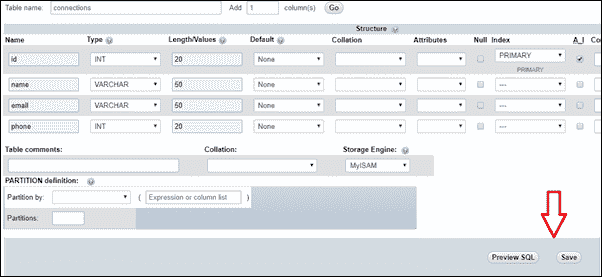 Table name: connections Add 1 column(s) Go
Structure
Name Type Length/Values Default Collation Attributes Null Index A_I
id INT 20 None PRIMARY
PRIMARY
name VARCHAR 50 None ---
email VARCHAR 50 None ---
phone INT 20 None ---
Table comments: Collation: Storage Engine:
MyISAM
PARTITION definition:
Partition by: ( Expression or column list )
Partitions:
Preview SQL Save